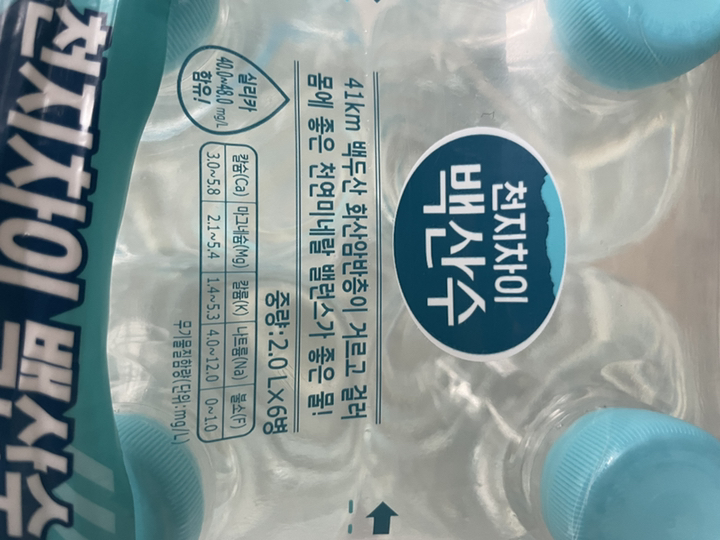 천지차이
백산수
41km 백두산 화산암반층이 거르고 걸러
몸에 좋은 천연미네랄 밸런스가 좋은 물!
중량:2.0L×6병
실리카
40.0~48.0 mg/L
함유!
칼슘(Ca) 마그네슘(Mg) 칼륨(K) 나트륨(Na) 불소(F)
3.0~5.8 2.1~5.4 1.4~5.3 4.0~12.0 0~1.0
무기물질함량(단위:mg/L)
천지차이 백산수